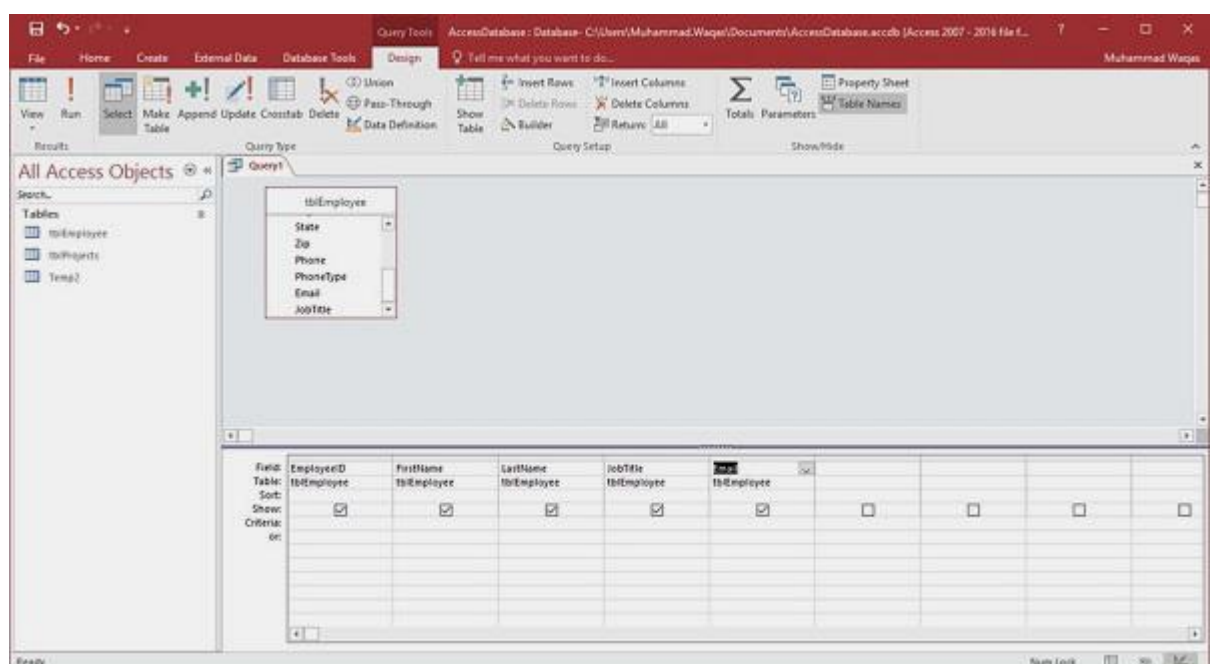 Query Tools AccessDatabase : Database- C:\Users\Muhammad.Waqas\Documents\AccessDatabase.accdb (Access 2007 - 2016 file f... ?
File Home Create External Data Database Tools Design Tell me what you want to do... Muhammad Waqas
View Run Select Make Table Append Update Crosstab Delete
Union
Pass-Through
Data Definition
Show Table
Insert Rows
Delete Rows
Builder
Insert Columns
Delete Columns
Return: All
Totals Parameters
Property Sheet
Table Names
Results Query Type Query Setup Show/Hide
All Access Objects
Search...
Tables
tblEmployee
tblProjects
Temp2
Query1
tblEmployee
State
Zip
Phone
PhoneType
Email
JobTitle
Field: EmployeeID FirstName LastName JobTitle Email
Table: tblEmployee tblEmployee tblEmployee tblEmployee tblEmployee
Sort:
Show:
Criteria:
or:
Ready Num Lock